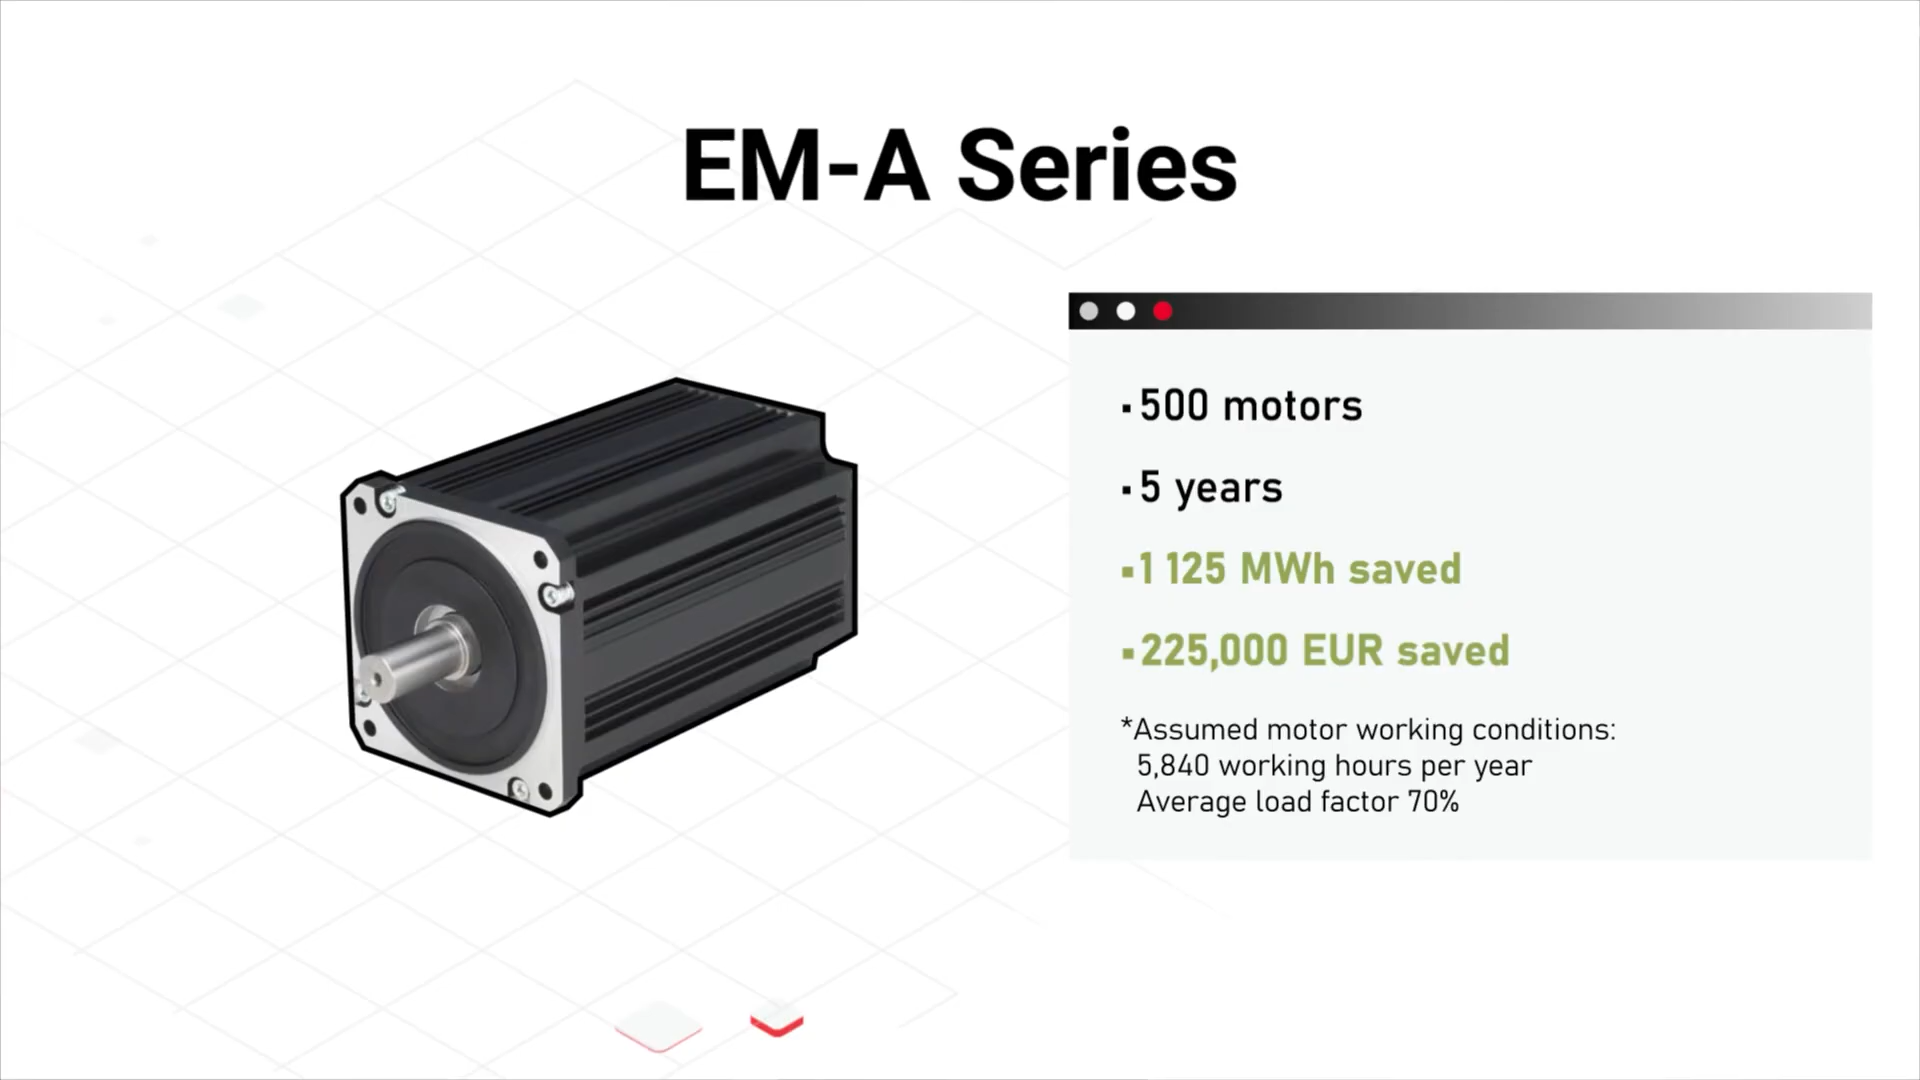 EM-A Series
▪500 motors
▪5 years
▪1 125 MWh saved
▪225,000 EUR saved
*Assumed motor working conditions:
5,840 working hours per year
Average load factor 70%